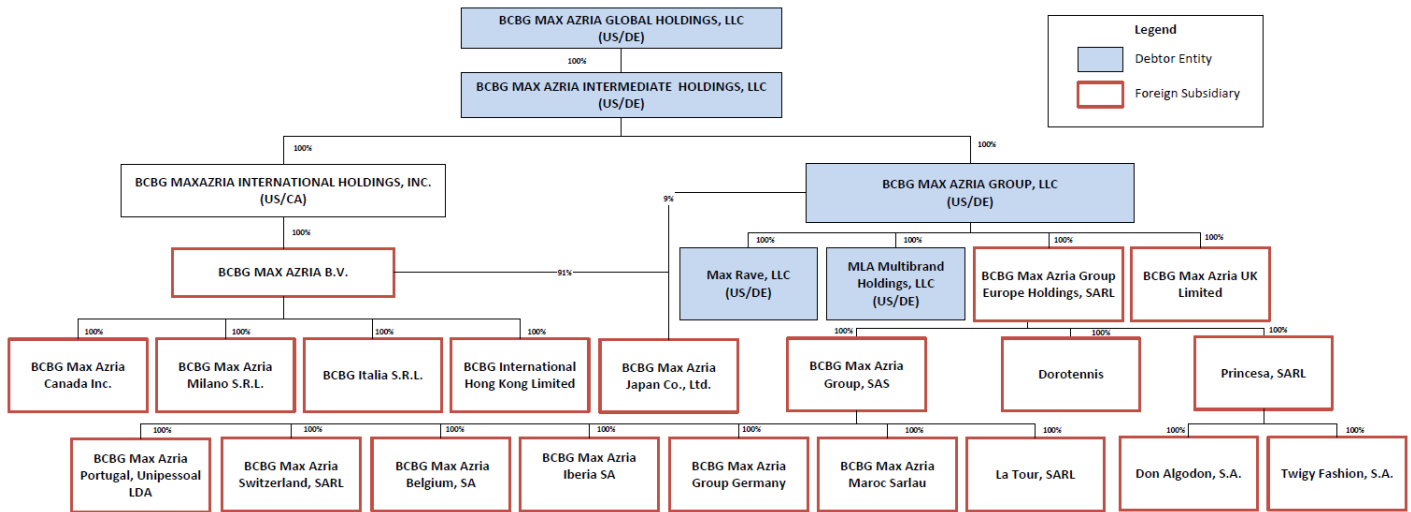 BCBG MAX AZRIA GLOBAL HOLDINGS, LLC
(US/DE)
Legend
Debtor Entity
Foreign Subsidiary
100%
BCBG MAX AZRIA INTERMEDIATE HOLDINGS, LLC
(US/DE)
100%
100%
BCBG MAXAZRIA INTERNATIONAL HOLDINGS, INC.
(US/CA)
BCBG MAX AZRIA GROUP, LLC
(US/DE)
9%
100%
BCBG MAX AZRIA B.V.
91%
100%
100%
100%
100%
Max Rave, LLC
(US/DE)
MLA Multibrand
Holdings, LLC
(US/DE)
BCBG Max Azria Group
Europe Holdings, SARL
BCBG Max Azria UK
Limited
100%
100%
100%
100%
100%
100%
100%
100%
BCBG Max Azria
Canada Inc.
BCBG Max Azria
Milano S.R.L.
BCBG Italia S.R.L.
BCBG International
Hong Kong Limited
BCBG Max Azria
Japan Co., Ltd.
BCBG Max Azria
Group, SAS
Dorotennis
Princesa, SARL
100%
100%
100%
100%
100%
100%
100%
100%
100%
BCBG Max Azria
Portugal, Unipessoal
LDA
BCBG Max Azria
Switzerland, SARL
BCBG Max Azria
Belgium, SA
BCBG Max Azria
Iberia SA
BCBG Max Azria
Group Germany
BCBG Max Azria
Maroc Sarlau
La Tour, SARL
Don Algodon, S.A.
Twigy Fashion, S.A.